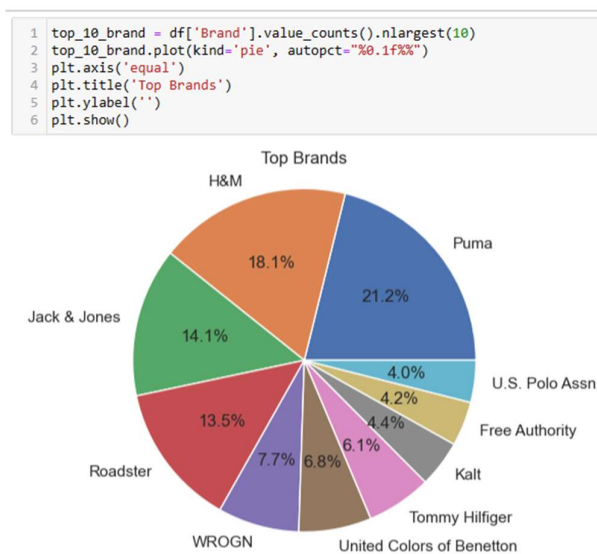 1 top_10_brand = df['Brand'].value_counts().nlargest(10)
2 top_10_brand.plot(kind='pie', autopct="%0.1f%%")
3 plt.axis('equal')
4 plt.title('Top Brands')
5 plt.ylabel('')
6 plt.show()
Top Brands
H&M
Puma
18.1%
21.2%
Jack & Jones
14.1%
4.0%
U.S. Polo Assn
4.2%
13.5%
4.4%
Free Authority
6.1%
7.7%
6.8%
Roadster
Kalt
Tommy Hilfiger
WROGN
United Colors of Benetton